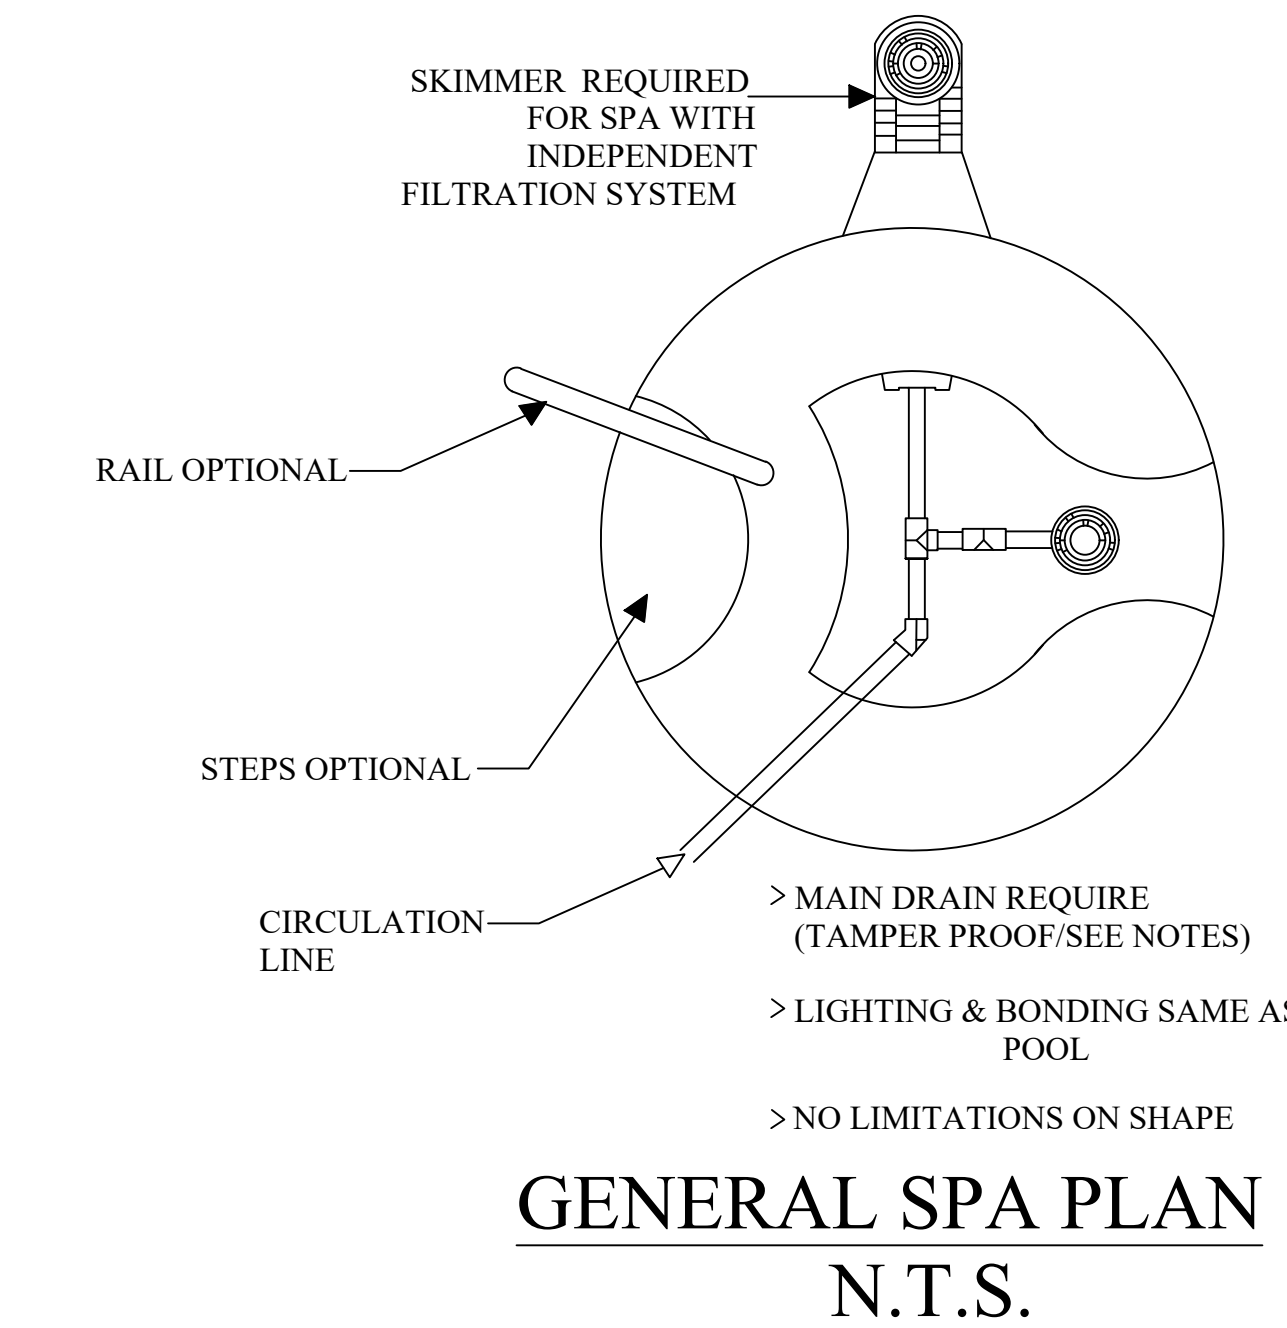 SKIMMER REQUIRED
FOR SPA WITH
INDEPENDENT
FILTRATION SYSTEM
RAIL OPTIONAL
STEPS OPTIONAL
CIRCULATION
LINE
> MAIN DRAIN REQUIRE
(TAMPER PROOF/SEE NOTES)
> LIGHTING & BONDING SAME AS
POOL
> NO LIMITATIONS ON SHAPE
GENERAL SPA PLAN
N.T.S.